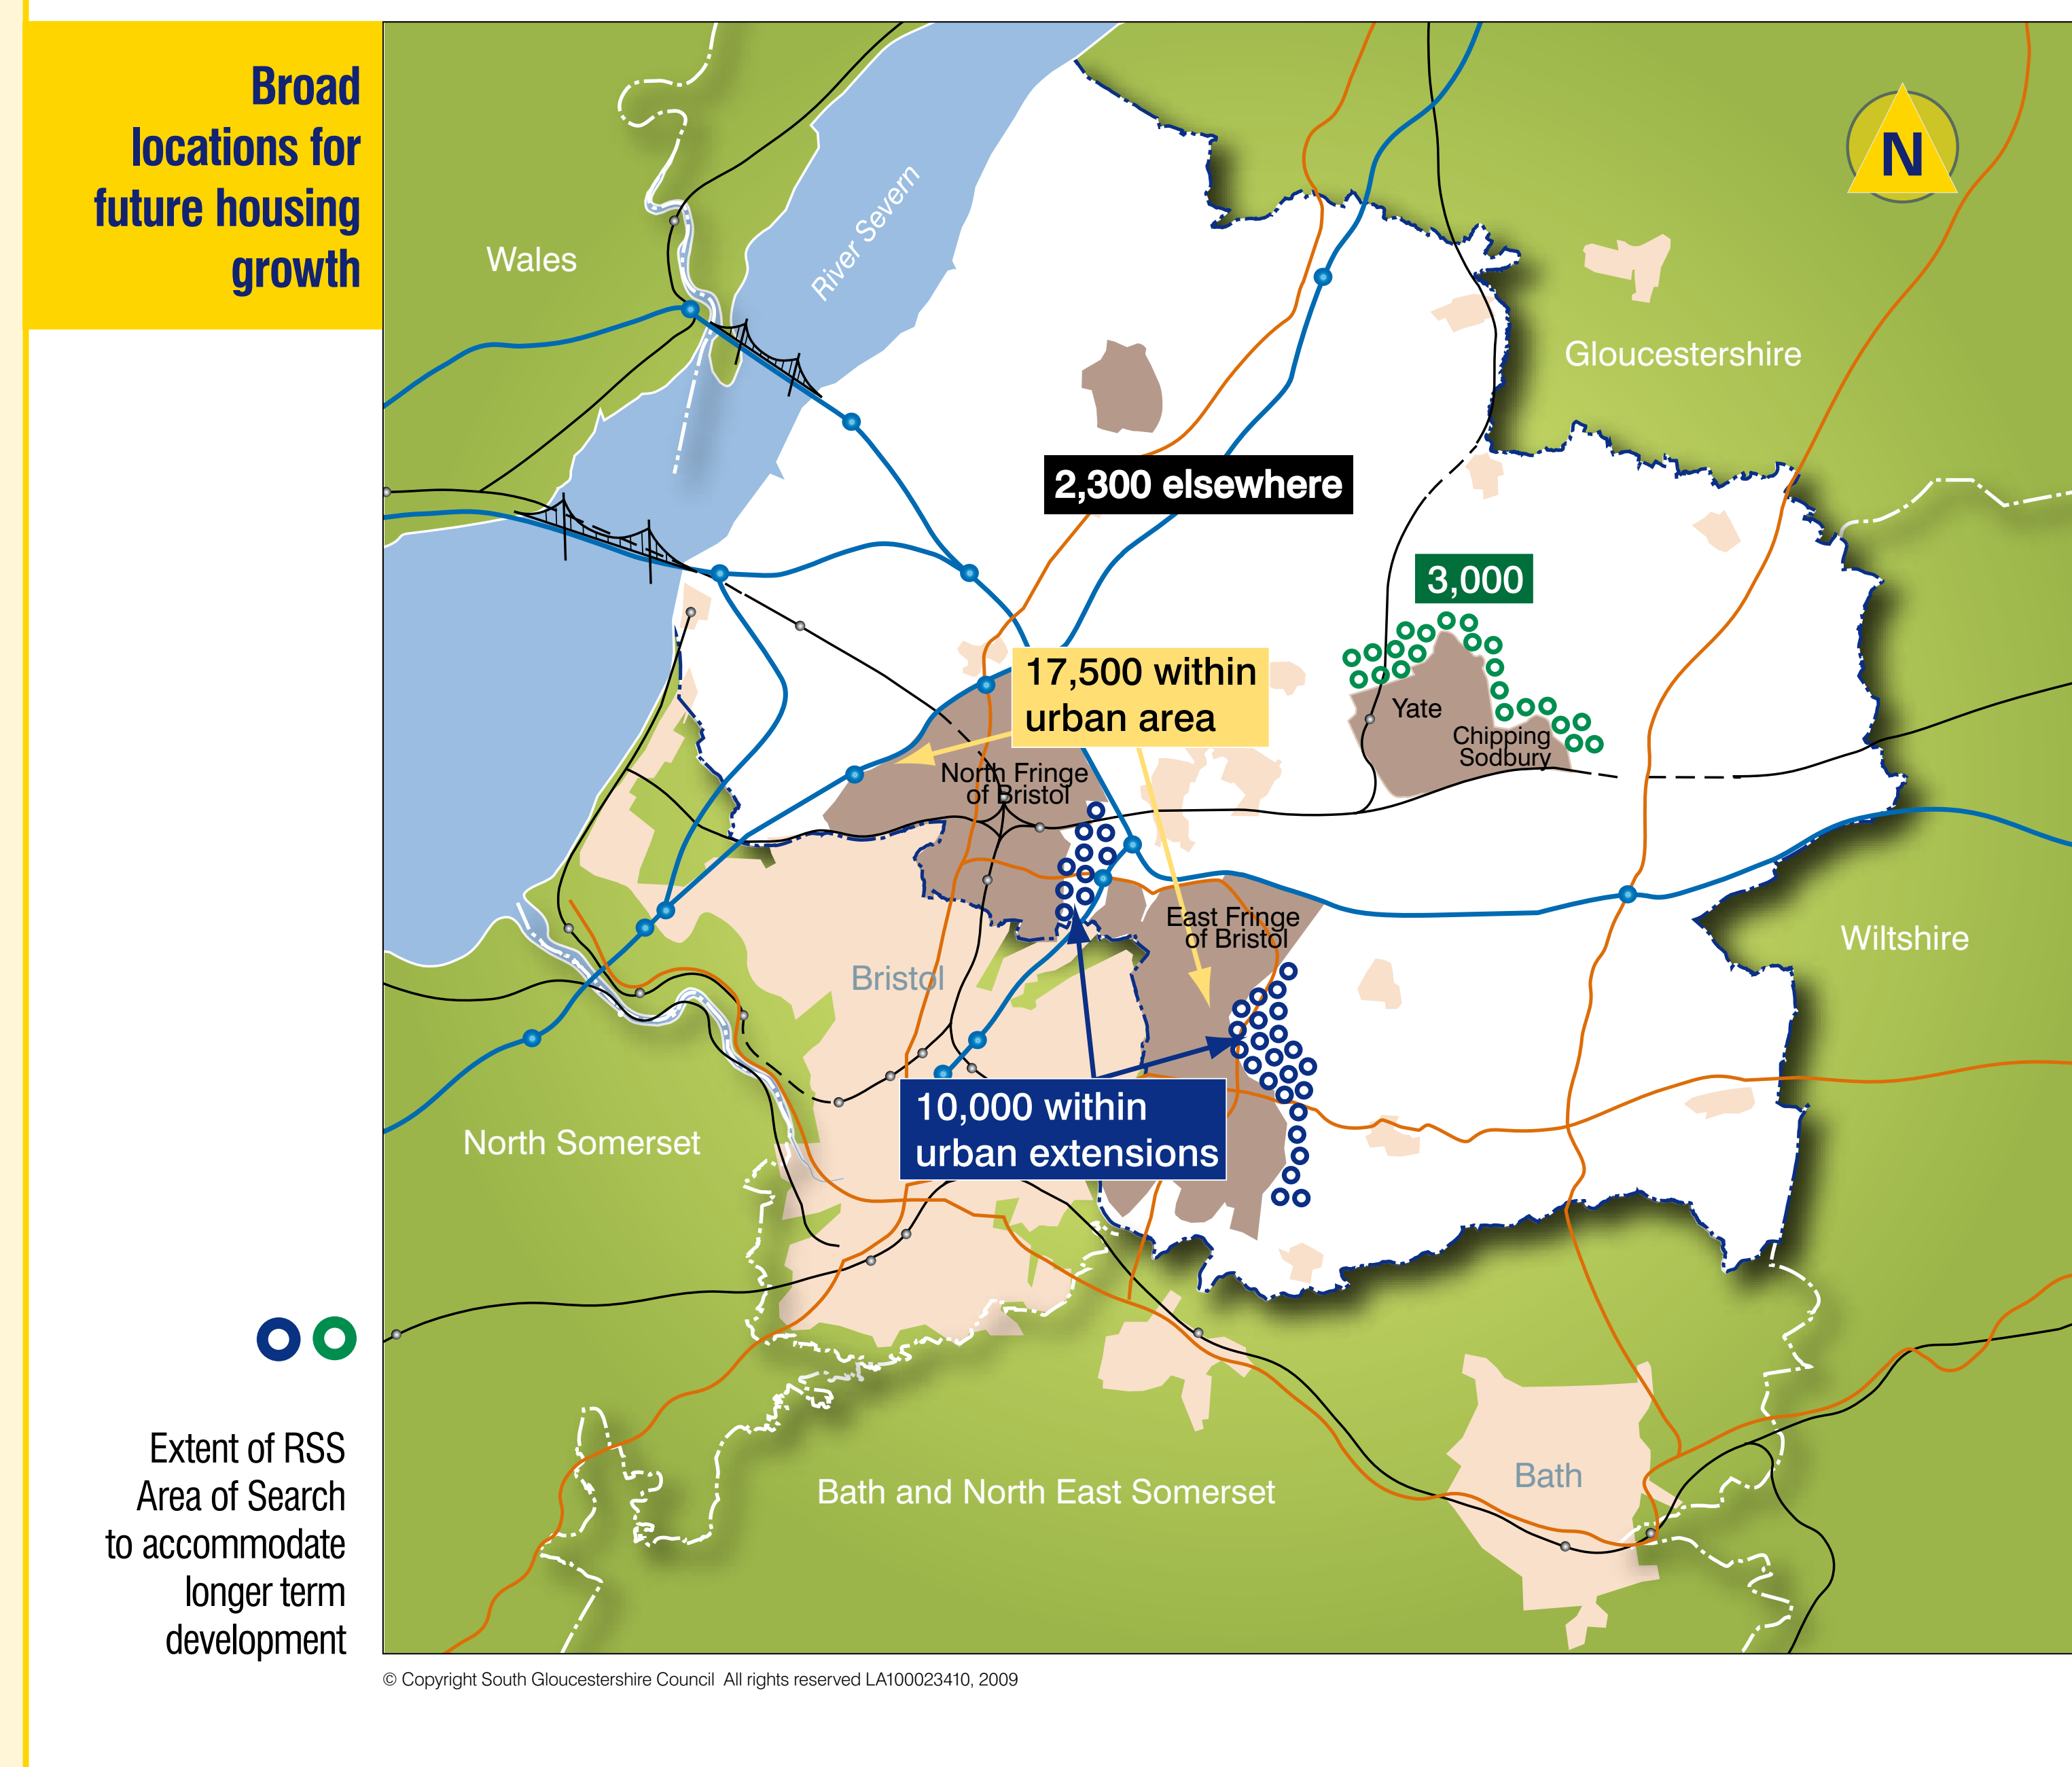 Broad
locations for
future housing
growth
N
River Severn
Wales
Gloucestershire
2,300 elsewhere
3,000
17,500 within
urban area
Yate
Chipping
Sodbury
North Fringe
of Bristol
East Fringe
of Bristol
Wiltshire
Bristol
10,000 within
urban extensions
North Somerset
Bath and North East Somerset
Bath
Extent of RSS
Area of Search
to accommodate
longer term
development
© Copyright South Gloucestershire Council All rights reserved LA100023410, 2009